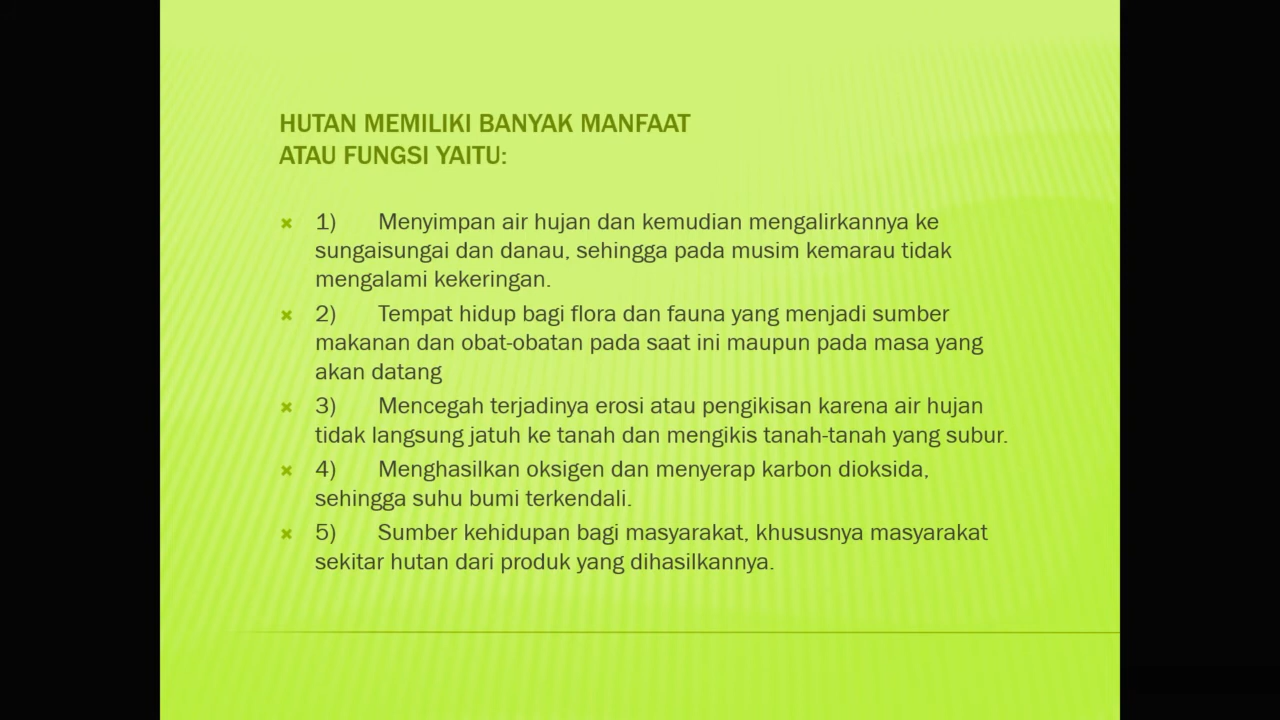 HUTAN MEMILIKI BANYAK MANFAAT
ATAU FUNGSI YAITU:
1) Menyimpan air hujan dan kemudian mengalirkannya ke
sungaisungai dan danau, sehingga pada musim kemarau tidak
mengalami kekeringan.
2) Tempat hidup bagi flora dan fauna yang menjadi sumber
makanan dan obat-obatan pada saat ini maupun pada masa yang
akan datang
3) Mencegah terjadinya erosi atau pengikisan karena air hujan
tidak langsung jatuh ke tanah dan mengikis tanah-tanah yang subur.
4) Menghasilkan oksigen dan menyerap karbon dioksida,
sehingga suhu bumi terkendali.
5) Sumber kehidupan bagi masyarakat, khususnya masyarakat
sekitar hutan dari produk yang dihasilkannya.